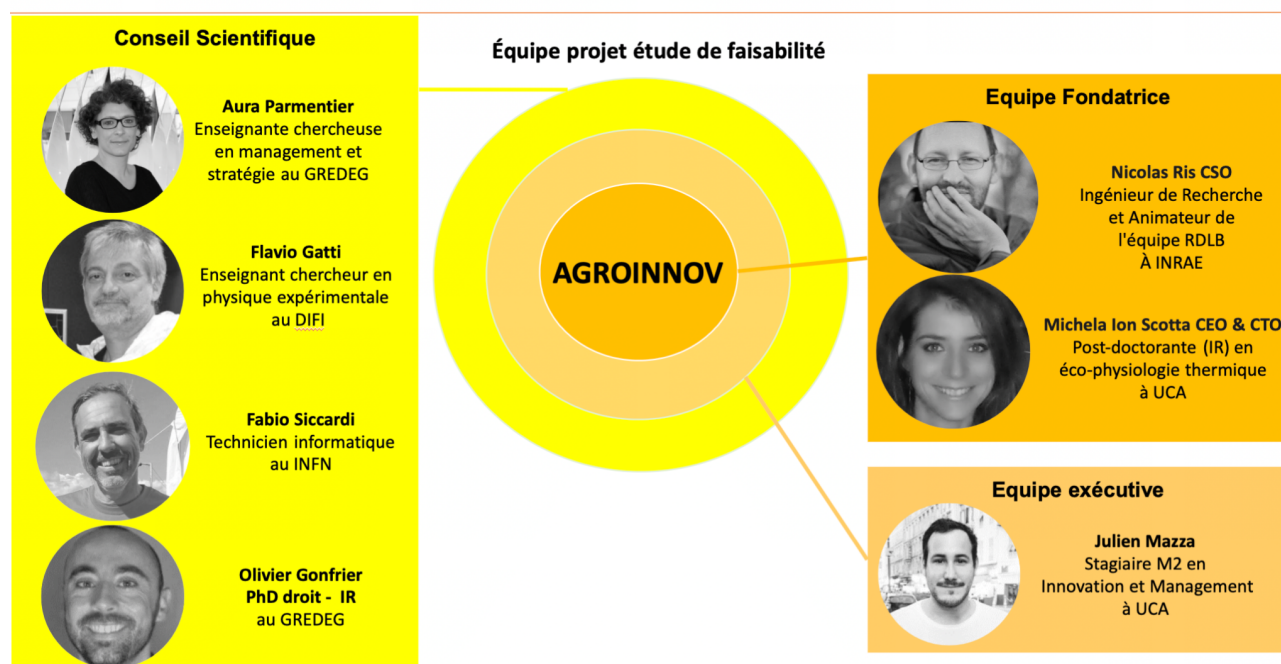 Conseil Scientifique
Aura Parmentier
Enseignante chercheuse
en management et
stratégie au GREDEG
Flavio Gatti
Enseignant chercheur en
physique expérimentale
au DIFI
Fabio Siccardi
Technicien informatique
au INFN
Olivier Gonfrier
PhD droit - IR
au GREDEG
Équipe projet étude de faisabilité
AGROINNOV
Equipe Fondatrice
Nicolas Ris CSO
Ingénieur de Recherche
et Animateur de
l'équipe RDLB
À INRAE
Michela Ion Scotta CEO & CTO
Post-doctorante (IR) en
éco-physiologie thermique
à UCA
Equipe exécutive
Julien Mazza
Stagiaire M2 en
Innovation et Management
à UCA